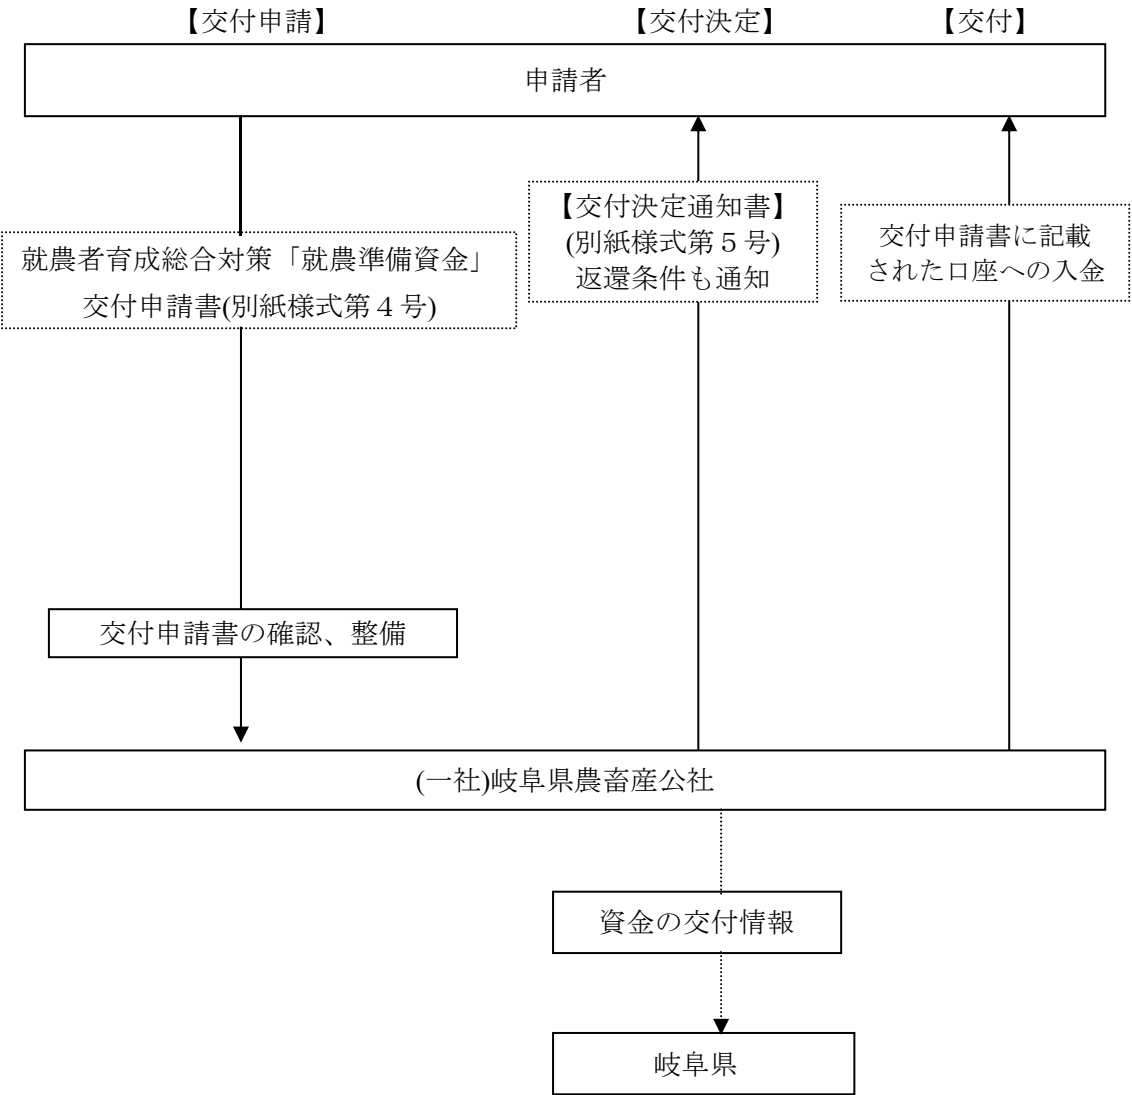 【交付申請】
【交付決定】
【交付】
申請者
就農者育成総合対策「就農準備資金」
交付申請書(別紙様式第４号)
【交付決定通知書】
(別紙様式第５号)
返還条件も通知
交付申請書に記載
された口座への入金
交付申請書の確認、整備
(一社)岐阜県農畜産公社
資金の交付情報
岐阜県